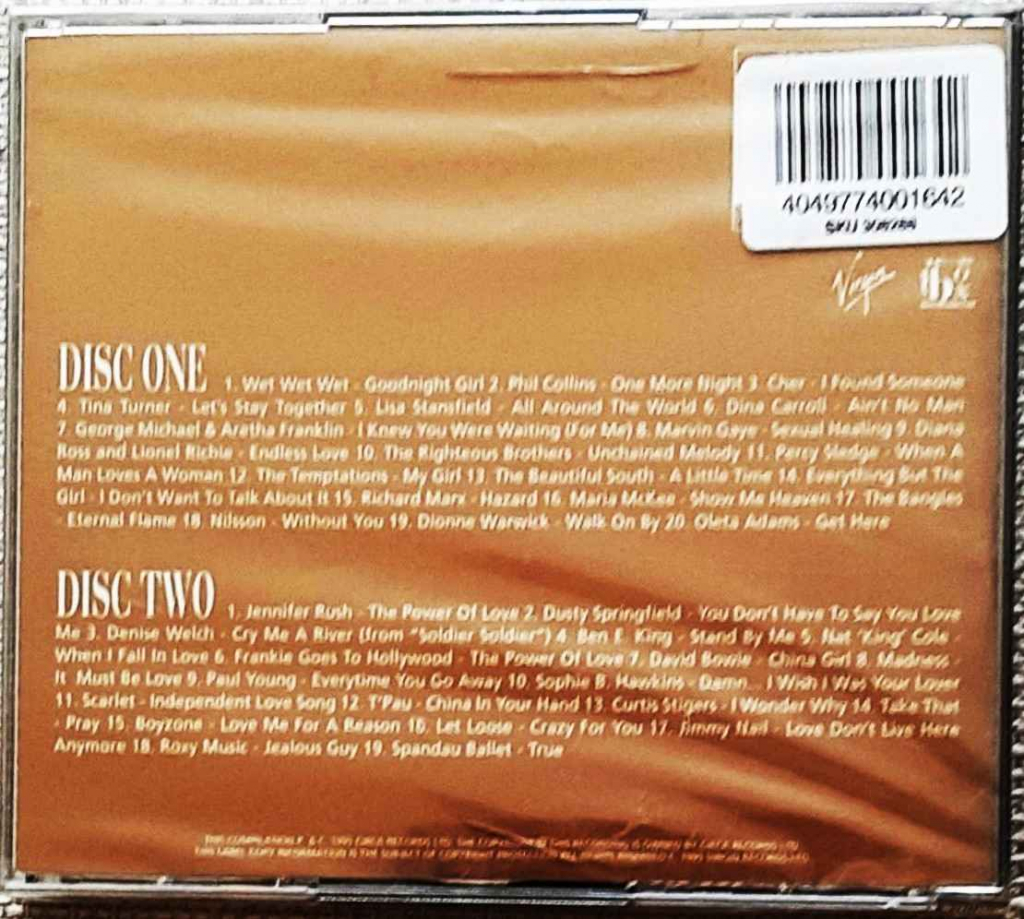 4049774001642
SKU
Virgin
DISC ONE 1. Wet Wet Wet - Goodnight Girl 2. Phil Collins - One More Night 3. Cher - I Found Someone
4. Tina Turner - Let's Stay Together 5. Lisa Stansfield - All Around The World 6. Dina Carroll - Ain't No Man
7. George Michael & Aretha Franklin - I Knew You Were Waiting (For Me) 8. Marvin Gaye - Sexual Healing 9. Diana
Ross and Lionel Richie - Endless Love 10. The Righteous Brothers - Unchained Melody 11. Percy Sledge - When A
Man Loves A Woman 12. The Temptations - My Girl 13. The Beautiful South - A Little Time 14. Everything But The
Girl - I Don't Want To Talk About It 15. Richard Marx - Hazard 16. Maria McKee - Show Me Heaven 17. The Bangles
- Eternal Flame 18. Nilsson - Without You 19. Dionne Warwick - Walk On By 20. Oleta Adams - Get Here
DISC TWO 1. Jennifer Rush - The Power Of Love 2. Dusty Springfield - You Don't Have To Say You Love
Me 3. Denise Welch - Cry Me A River (from "Soldier Soldier") 4. Ben E. King - Stand By Me 5. Nat 'King' Cole -
When I Fall In Love 6. Frankie Goes To Hollywood - The Power Of Love 7. David Bowie - China Girl 8. Madness -
It Must Be Love 9. Paul Young - Everytime You Go Away 10. Sophie B. Hawkins - Damn... I Wish I Was Your Lover
11. Scarlet - Independent Love Song 12. T'Pau - China In Your Hand 13. Curtis Stigers - I Wonder Why 14. Take That
- Pray 15. Boyzone - Love Me For A Reason 16. Let Loose - Crazy For You 17. Jimmy Nail - Love Don't Live Here
Anymore 18. Roxy Music - Jealous Guy 19. Spandau Ballet - True